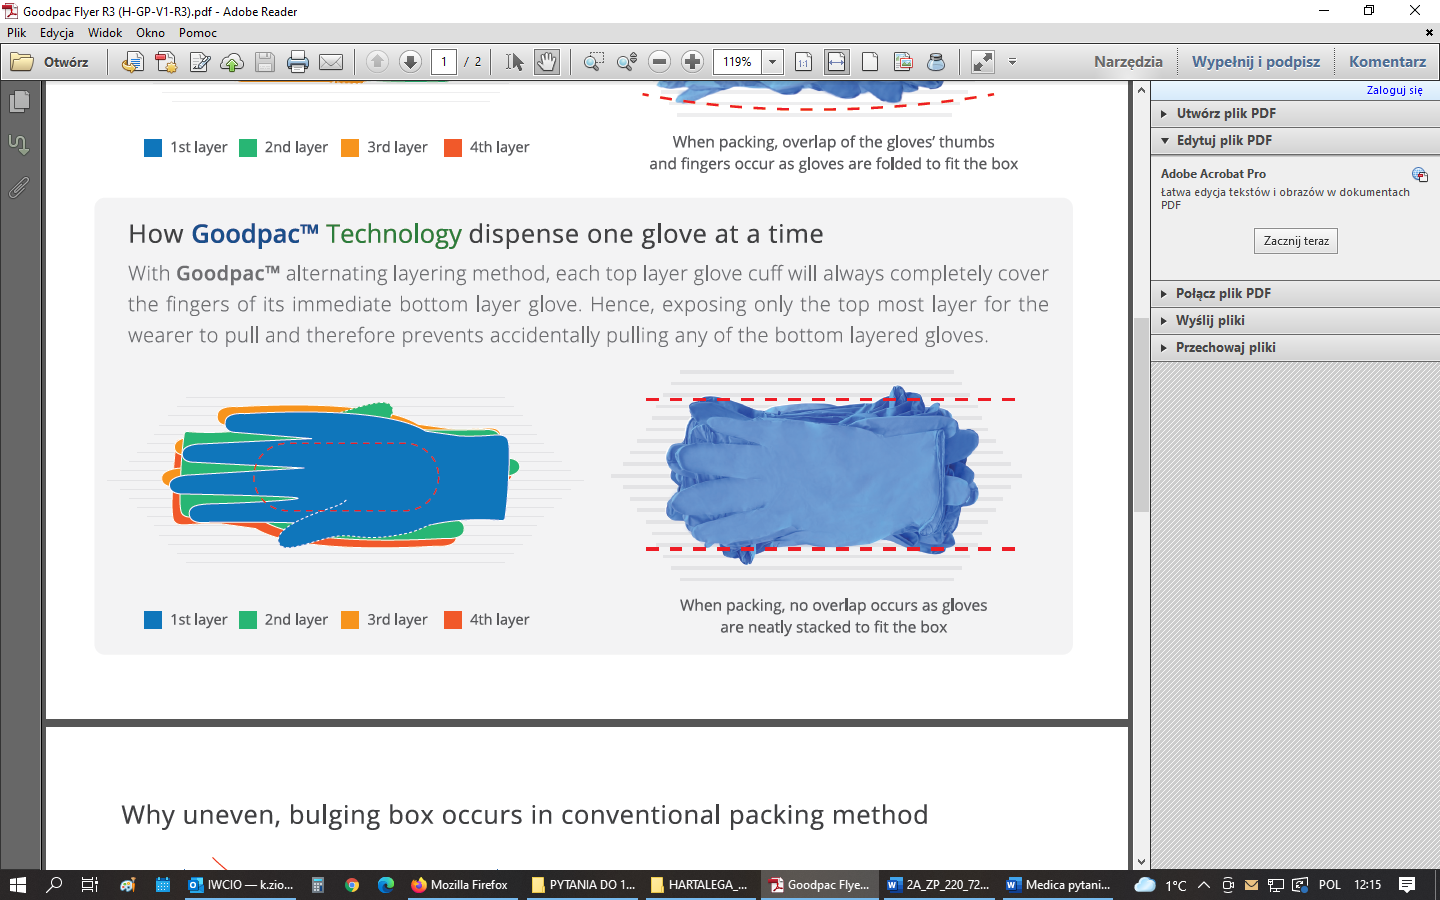 Goodpac Flyer R3 (H-GP-V1-R3).pdf - Adobe Reader
Plik Edycja Widok Okno Pomoc
Otwórz 1 / 2 119% Narzędzia Wypełnij i podpisz Komentarz
Zaloguj się
Utwórz plik PDF
Edytuj plik PDF
Adobe Acrobat Pro
Łatwa edycja tekstów i obrazów w dokumentach
PDF
Zacznij teraz
Połącz plik PDF
Wyślij pliki
Przechowaj pliki
1st layer 2nd layer 3rd layer 4th layer
When packing, overlap of the gloves' thumbs
and fingers occur as gloves are folded to fit the box
How Goodpac™ Technology dispense one glove at a time
With Goodpac™ alternating layering method, each top layer glove cuff will always completely cover
the fingers of its immediate bottom layer glove. Hence, exposing only the top most layer for the
wearer to pull and therefore prevents accidentally pulling any of the bottom layered gloves.
1st layer 2nd layer 3rd layer 4th layer
When packing, no overlap occurs as gloves
are neatly stacked to fit the box
Why uneven, bulging box occurs in conventional packing method
IWCIO — k.zio... Mozilla Firefox PYTANIA DO 1... HARTALEGA_... Goodpac Flye... 2A_ZP_220_72... Medica pytani... 1°C POL 12:15